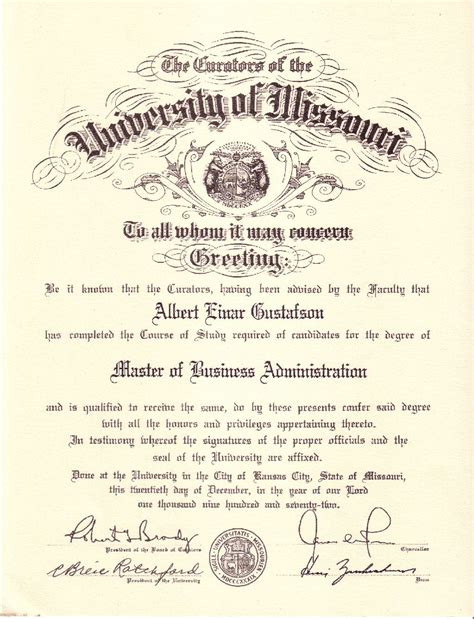 The Curators of the
University of Missouri
MDCCCXX
To all whom it may concern
Greeting:
Be it known that the Curators, having been advised by the Faculty that
Albert Einar Gustafson
has completed the Course of Study required of candidates for the degree of
Master of Business Administration
and is qualified to receive the same, do by these presents confer said degree
with all the honors and privileges appertaining thereto.
In testimony whereof the signatures of the proper officials and the
seal of the University are affixed.
Done at the University in the City of Kansas City, State of Missouri,
this twentieth day of December, in the year of our Lord
one thousand nine hundred and seventy-two.
Robert S Brady
President of the Board of Curators
Chancellor
C Brice Ratchford
President of the University
Dean
MDCCCXXXIX